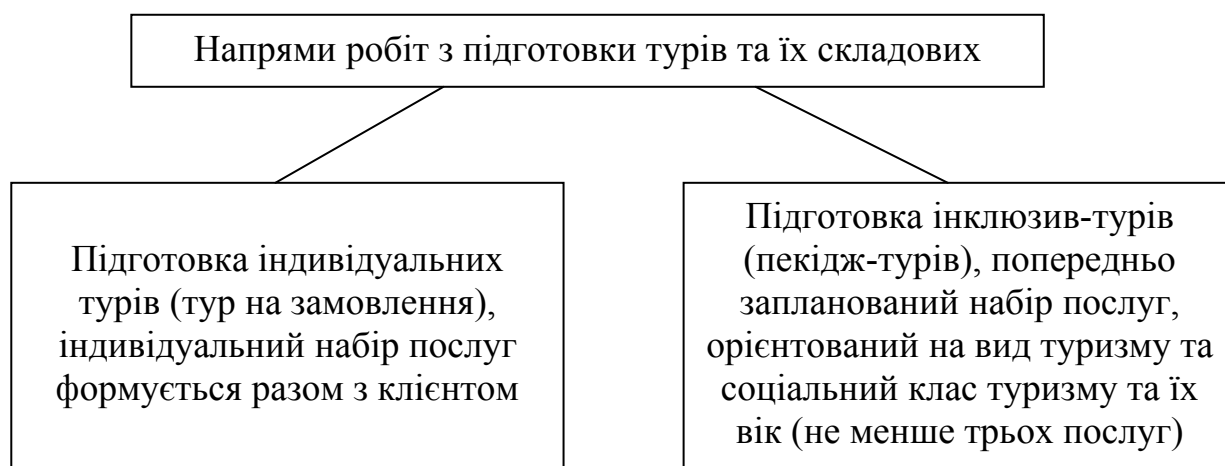 Напрями робіт з підготовки турів та їх складових
Підготовка індивідуальних
турів (тур на замовлення),
індивідуальний набір послуг
формується разом з клієнтом
Підготовка інклюзив-турів
(пекідж-турів), попередньо
запланований набір послуг,
орієнтований на вид туризму та
соціальний клас туризму та їх
вік (не менше трьох послуг)